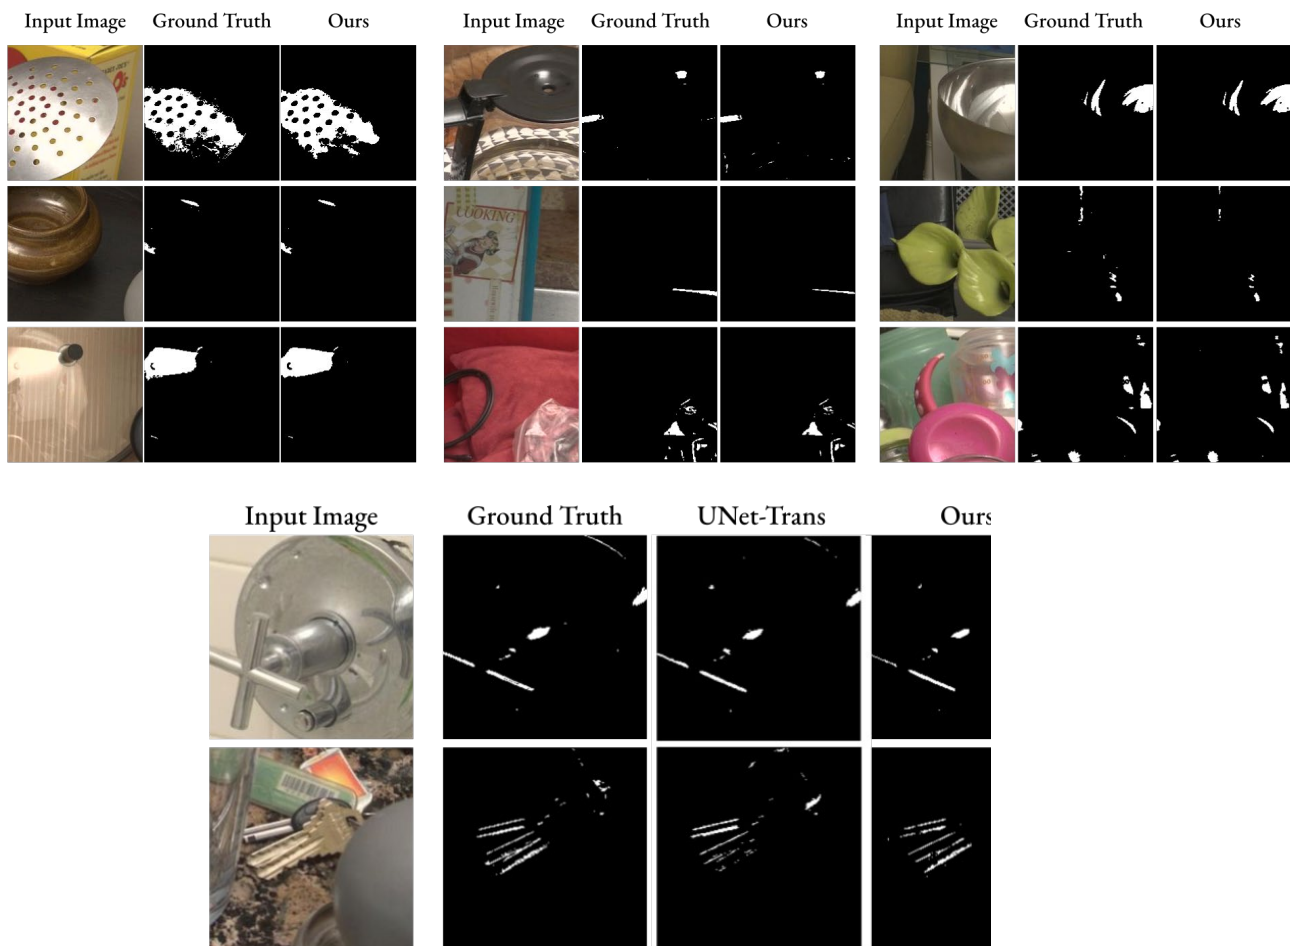 Input Image Ground Truth Ours Input Image Ground Truth Ours Input Image Ground Truth Ours
COOKING
Input Image Ground Truth UNet-Trans Ours